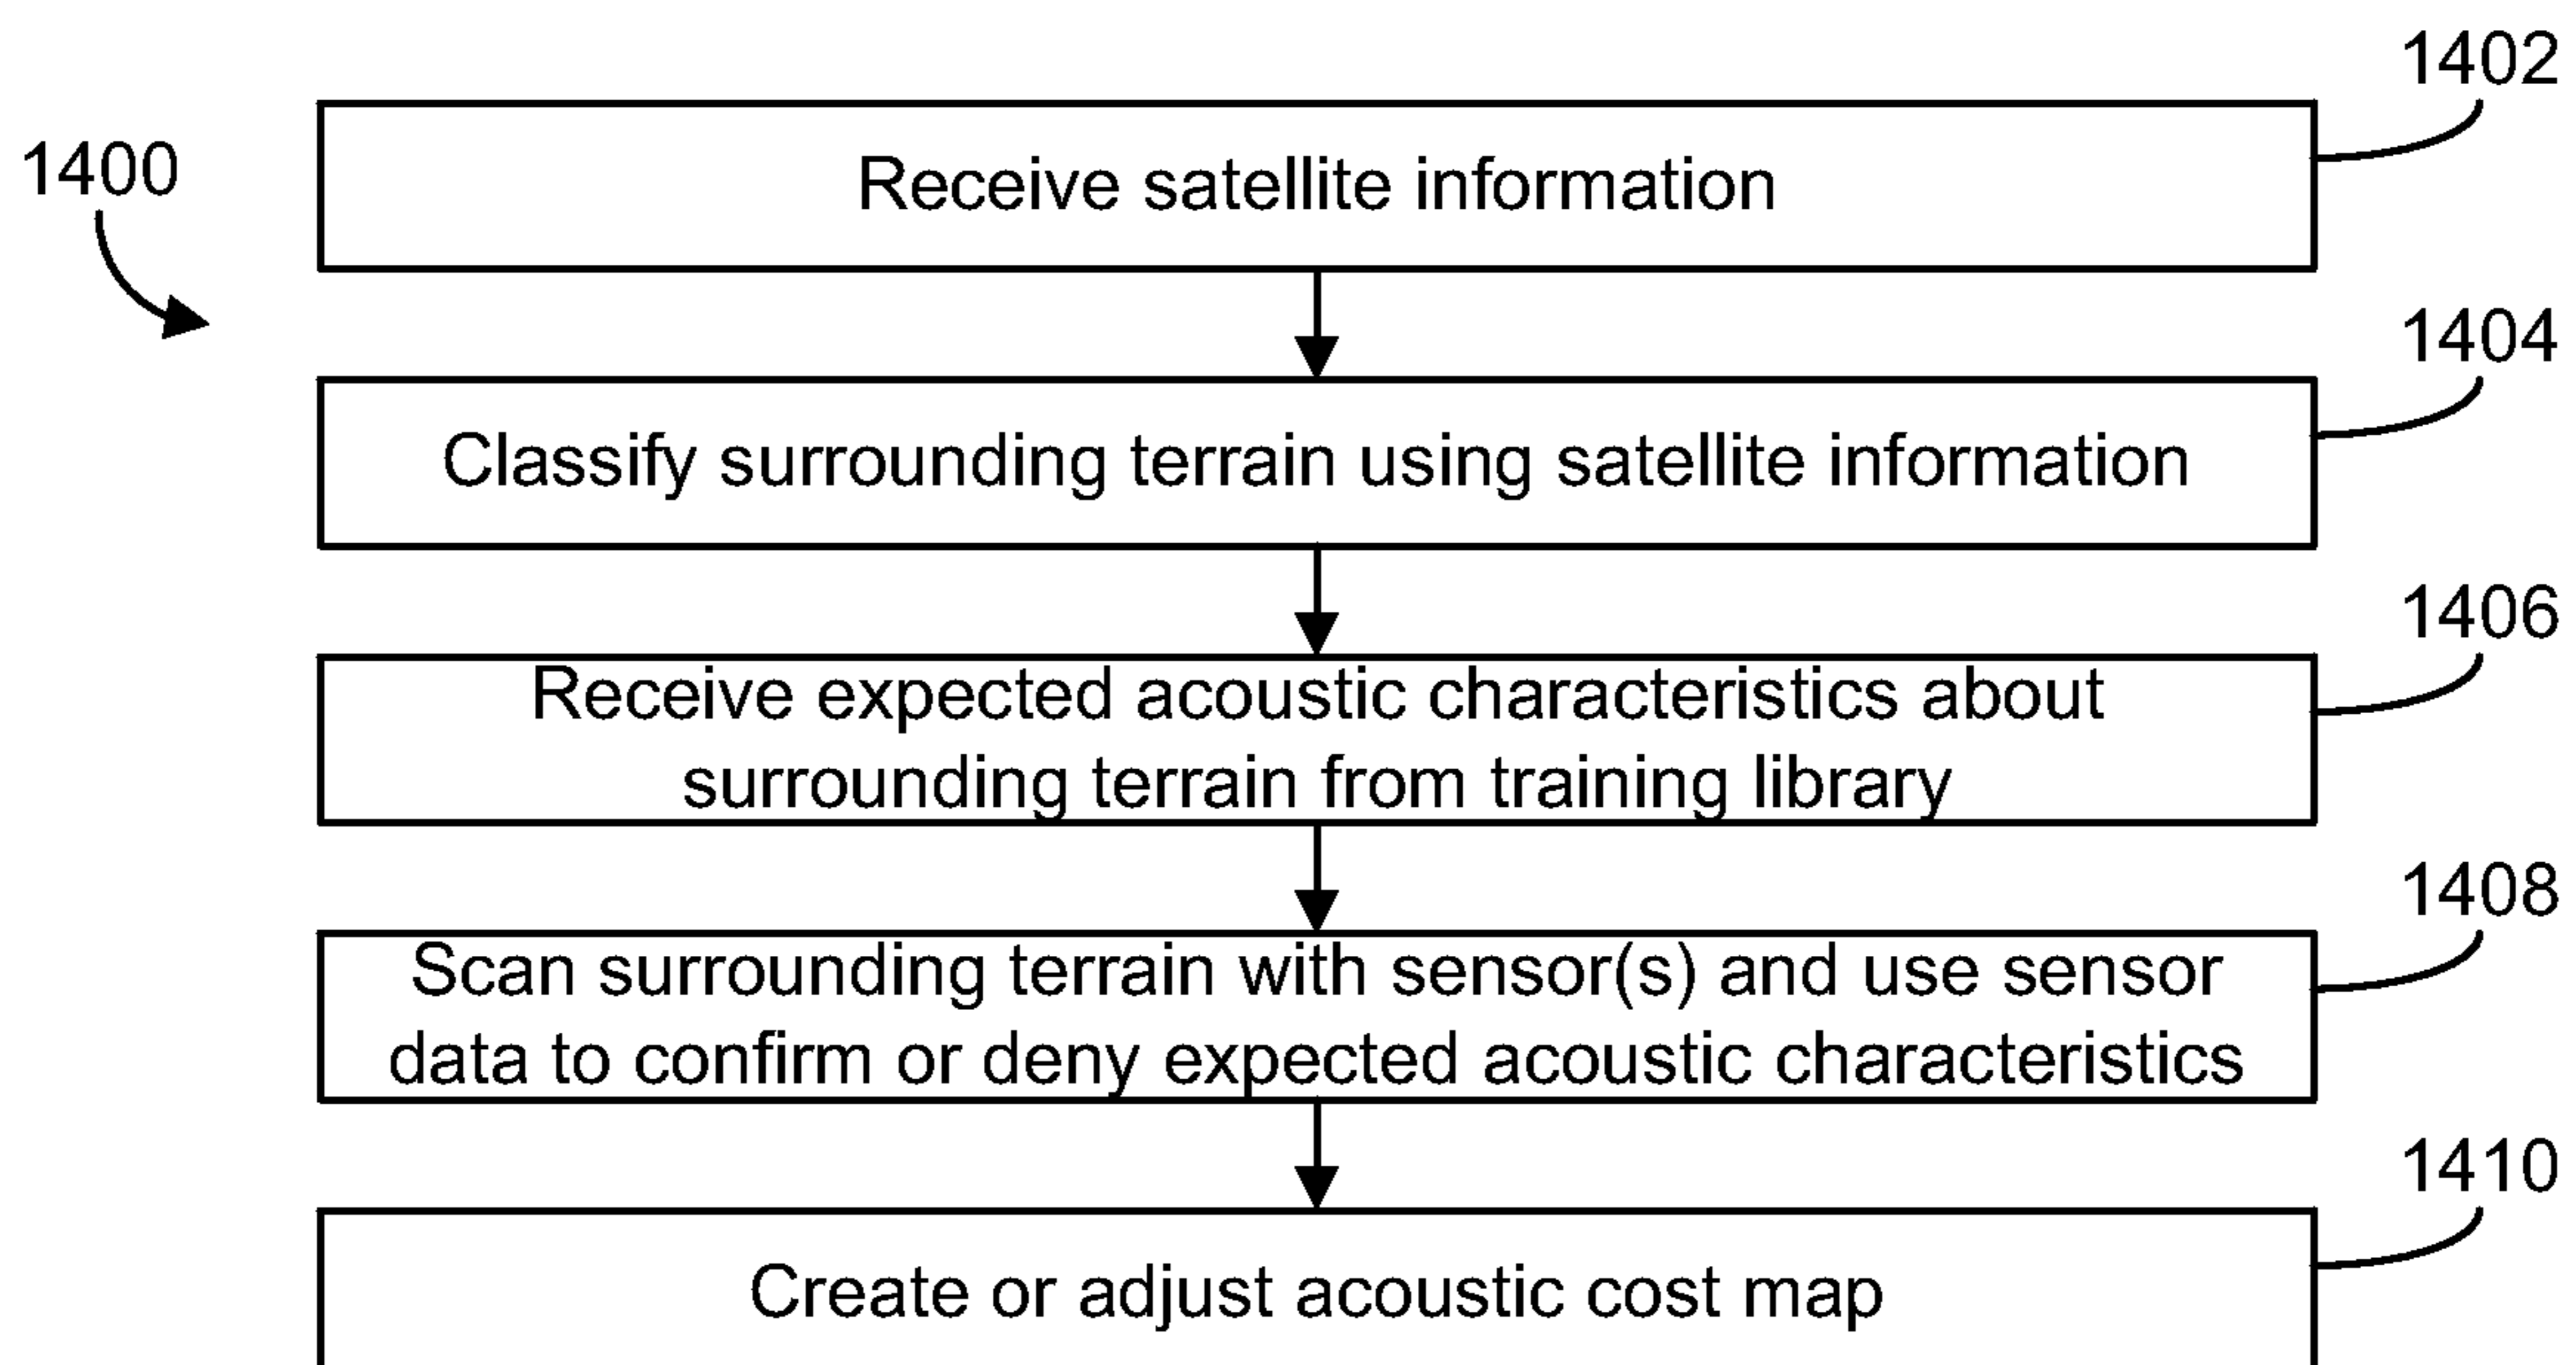 1402
1400
Receive satellite information
1404
Classify surrounding terrain using satellite information
1406
Receive expected acoustic characteristics about
surrounding terrain from training library
1408
Scan surrounding terrain with sensor(s) and use sensor
data to confirm or deny expected acoustic characteristics
1410
Create or adjust acoustic cost map